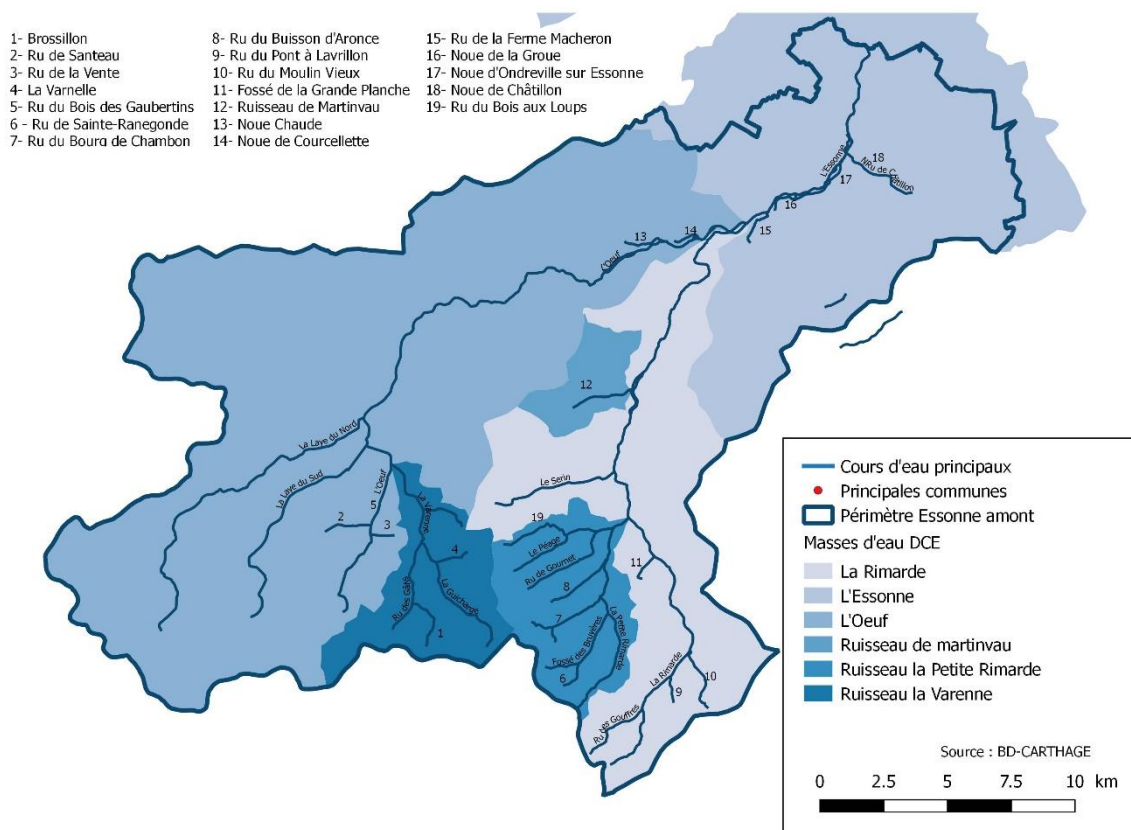 1- Brossillon
2- Ru de Santeau
3- Ru de la Vente
4- La Varnelle
5- Ru du Bois des Gaubertins
6 - Ru de Sainte-Ranegonde
7- Ru du Bourg de Chambon
8- Ru du Buisson d'Aronce
9- Ru du Pont à Lavrillon
10- Ru du Moulin Vieux
11- Fossé de la Grande Planche
12- Ruisseau de Martinvau
13- Noue Chaude
14- Noue de Courcellette
15- Ru de la Ferme Macheron
16- Noue de la Groue
17- Noue d'Ondreville sur Essonne
18- Noue de Châtillon
19- Ru du Bois aux Loups
L'Essonne
18
NRu de Châtillon
17
16
15
14
13
L'Oeuf
12
La Laye du Nord
La Laye du Sud
L'Oeuf
5
2
3
La Varenne
4
Ru des Gâts
La Guicharde
1
Le Serin
19
Le Péage
Ru de Gournet
8
7
Fossé des Bruyères
6
La Petite Rimarde
11
La Rimarde
9
10
Ru des Gouffres
Cours d'eau principaux
Principales communes
Périmètre Essonne amont
Masses d'eau DCE
La Rimarde
L'Essonne
L'Oeuf
Ruisseau de martinvau
Ruisseau la Petite Rimarde
Ruisseau la Varenne
Source : BD-CARTHAGE
0 2.5 5 7.5 10 km